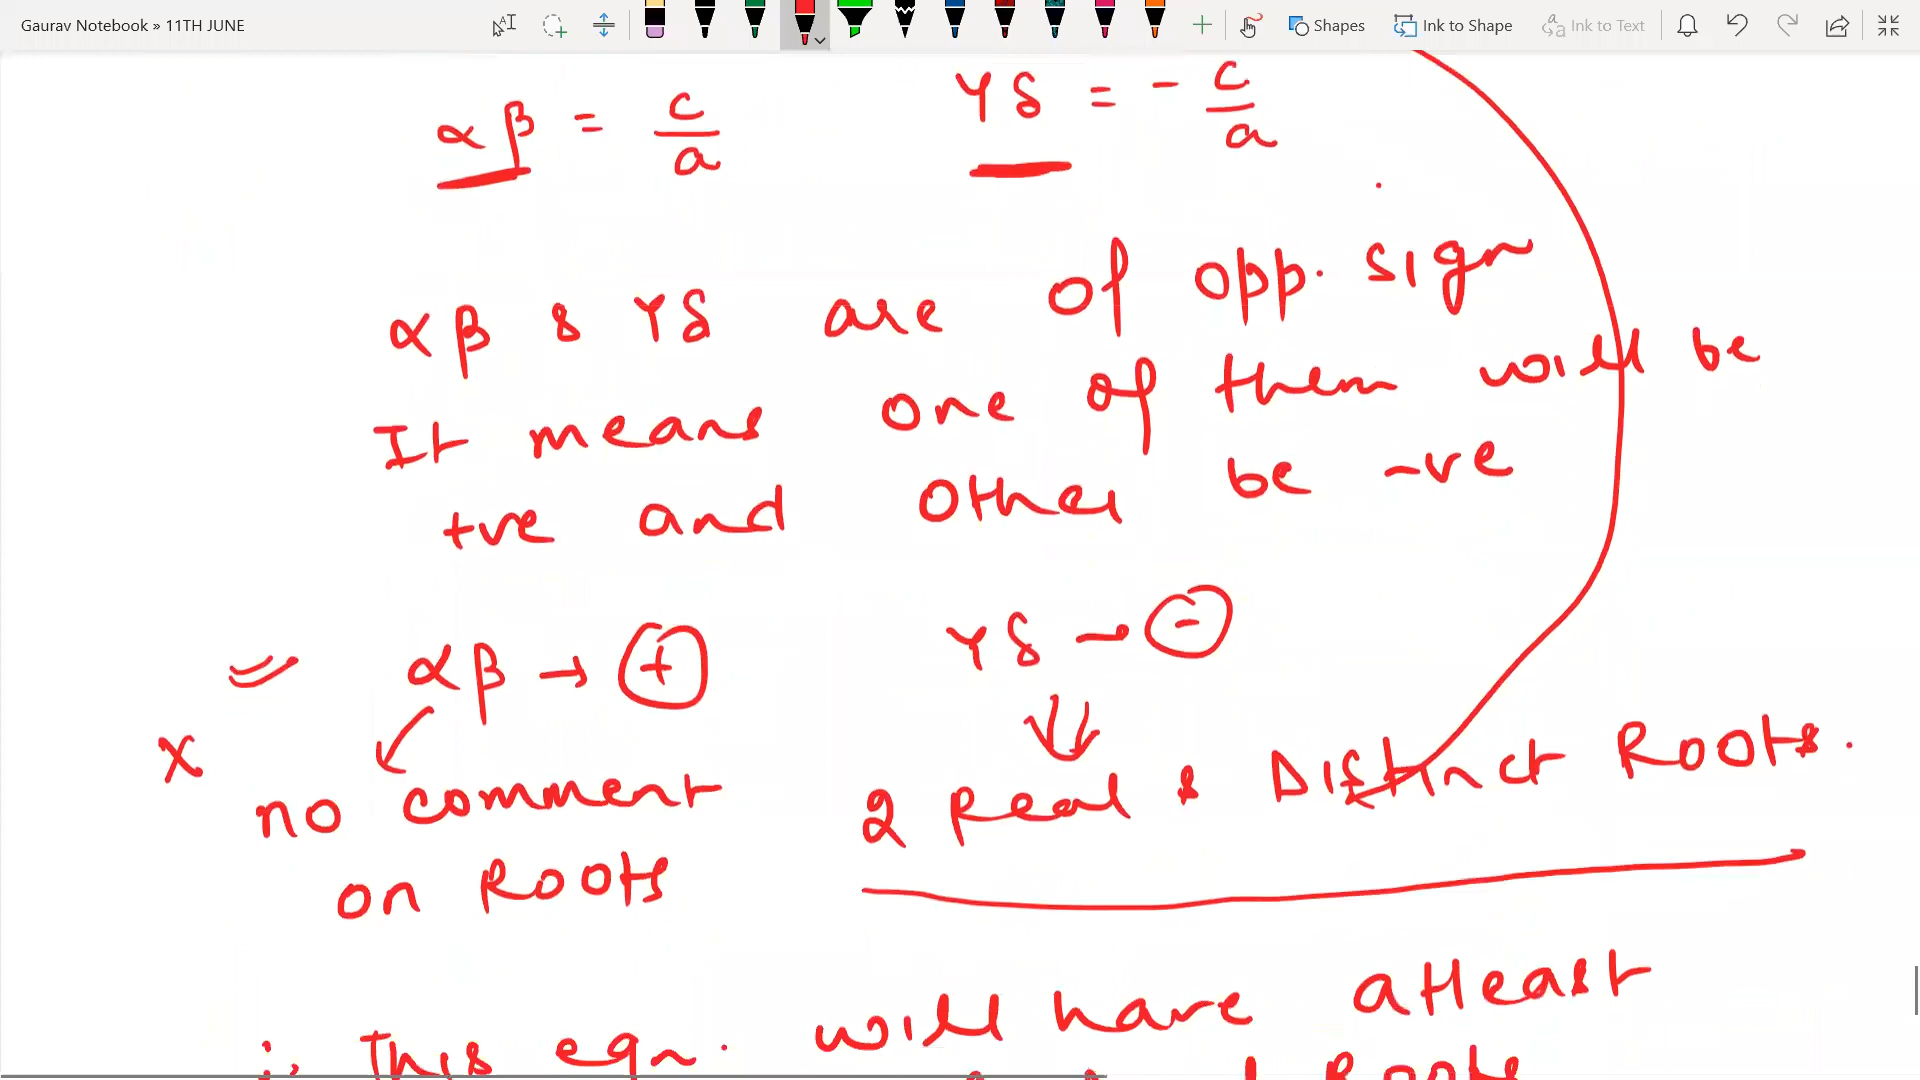 Gaurav Notebook » 11TH JUNE
Shapes
Ink to Shape
Ink to Text
αβ = c/a
γδ = - c/a
αβ & γδ are of opp. sign
It means one of them will be
+ve and other be -ve
αβ → +
γδ → -
x
no comment
on Roots
2 Real & Distinct Roots.
∴ This eqn. will have atleast
Roots